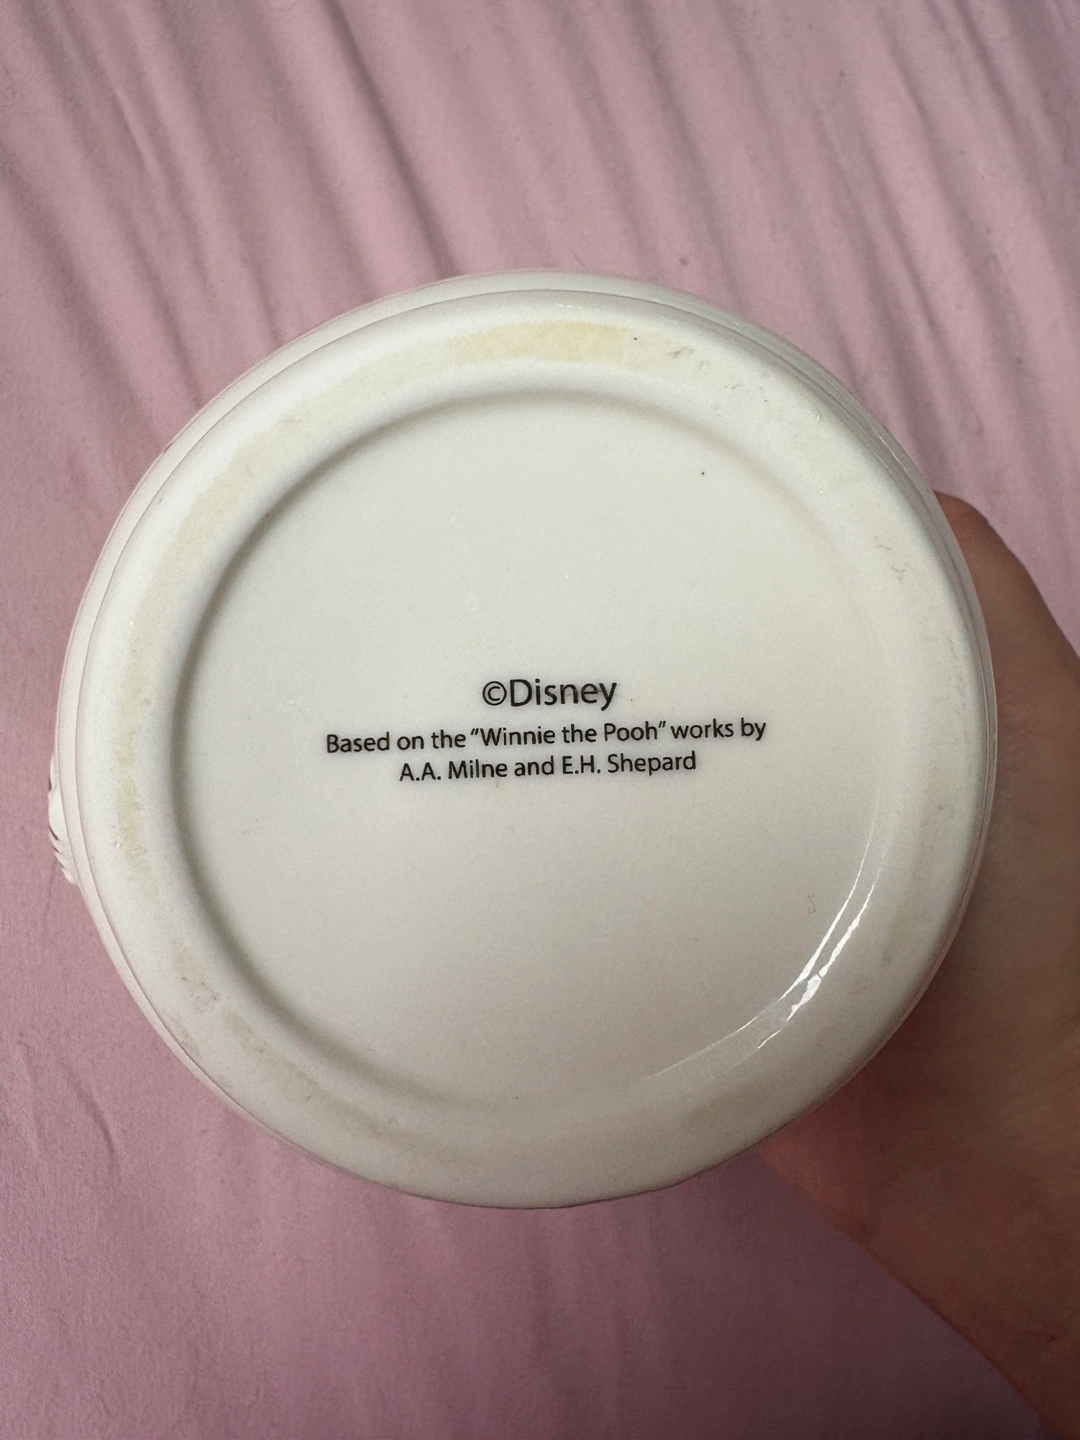 ©Disney
Based on the "Winnie the Pooh" works by
A.A. Milne and E.H. Shepard